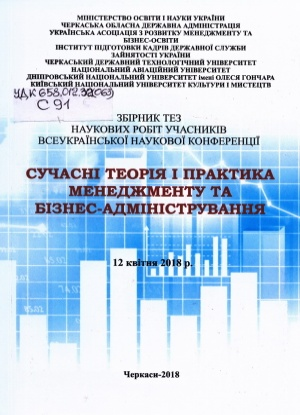 МІНІСТЕРСТВО ОСВІТИ І НАУКИ УКРАЇНИ
ЧЕРКАСЬКА ОБЛАСНА ДЕРЖАВНА АДМІНІСТРАЦІЯ
УКРАЇНСЬКА АСОЦІАЦІЯ З РОЗВИТКУ МЕНЕДЖМЕНТУ ТА
БІЗНЕС-ОСВІТИ
ІНСТИТУТ ПІДГОТОВКИ КАДРІВ ДЕРЖАВНОЇ СЛУЖБИ
ЗАЙНЯТОСТІ УКРАЇНИ
ЧЕРКАСЬКИЙ ДЕРЖАВНИЙ ТЕХНОЛОГІЧНИЙ УНІВЕРСИТЕТ
НАЦІОНАЛЬНИЙ АВІАЦІЙНИЙ УНІВЕРСИТЕТ
ДНІПРОВСЬКИЙ НАЦІОНАЛЬНИЙ УНІВЕРСИТЕТ імені ОЛЕСЯ ГОНЧАРА
КИЇВСЬКИЙ НАЦІОНАЛЬНИЙ УНІВЕРСИТЕТ КУЛЬТУРИ І МИСТЕЦТВ
УДК 658.012.32(063)
С 91
ЗБІРНИК ТЕЗ
НАУКОВИХ РОБІТ УЧАСНИКІВ
ВСЕУКРАЇНСЬКОЇ НАУКОВОЇ КОНФЕРЕНЦІЇ
СУЧАСНІ ТЕОРІЯ І ПРАКТИКА
МЕНЕДЖМЕНТУ ТА
БІЗНЕС-АДМІНІСТРУВАННЯ
12 квітня 2018 р.
Черкаси-2018